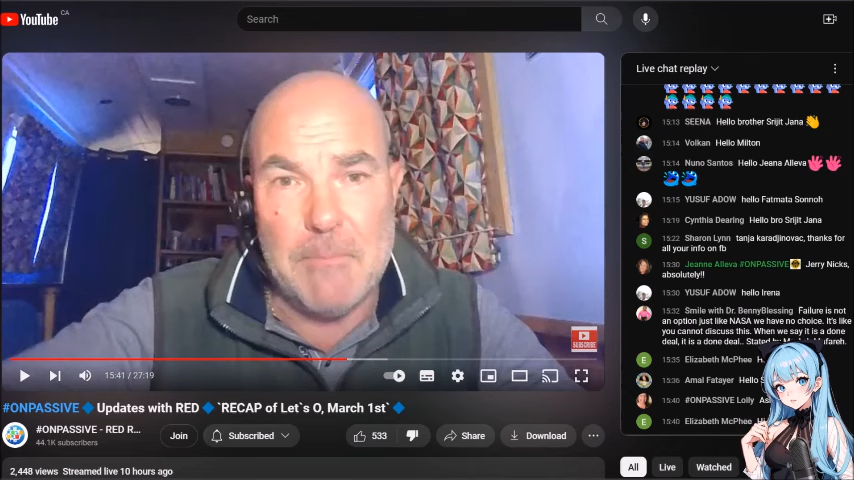 YouTube CA
Search
SUBSCRIBE
15:41 / 27:19
#ONPASSIVE🔷Updates with RED🔷`RECAP of Let`s O, March 1st`🔷
#ONPASSIVE - RED R...
44.1K subscribers
Join
Subscribed
533
Share
Download
2,448 views Streamed live 10 hours ago
Live chat replay
15:13 SEENA Hello brother Srijit Jana
15:14 Volkan Hello Milton
15:14 Nuno Santos Hello Jeana Alleva
15:15 YUSUF ADOW hello Fatmata Sonnoh
15:19 Cynthia Dearing Hello bro Srijit Jana
S
15:22 Sharon Lynn tanja karadjinovac, thanks for
all your info on fb
15:30 Jeanne Alleva #ONPASSIVE Jerry Nicks,
absolutely!!
15:30 YUSUF ADOW hello Irena
15:32 Smile with Dr. BennyBlessing Failure is not
an option just like NASA we have no choice. It's like
you cannot discuss this. When we say it is a done
deal, it is a done deal.. Stated
E
15:35 Elizabeth McPhee
15:36 Amal Fatayer Hello
15:40 #ONPASSIVE Lolly
E
15:40 Elizabeth McPhee
All
Live
Watched